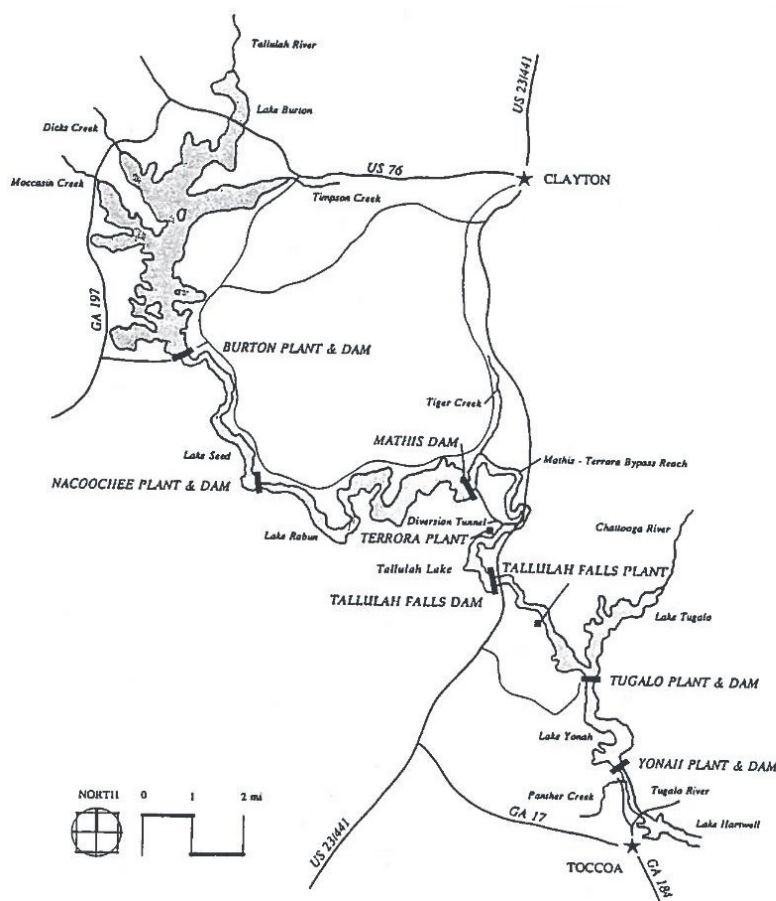 Tallulah River
US 23/441
Lake Burton
Dicks Creek
Moccasin Creek
US 76
CLAYTON
Timpson Creek
GA 197
BURTON PLANT & DAM
Tiger Creek
Lake Seed
MATHIS DAM
Mathis - Terrora Bypass Reach
NACOOCHEE PLANT & DAM
Diversion Tunnel
Lake Rabun
TERRORA PLANT
Chattooga River
Tallulah Lake
TALLULAH FALLS PLANT
TALLULAH FALLS DAM
Lake Tugalo
TUGALO PLANT & DAM
Lake Yonah
YONAH PLANT & DAM
Tugalo River
Panther Creek
NORTH
0 1 2 mi
GA 17
Lake Hartwell
US 23/441
TOCCOA
GA 184